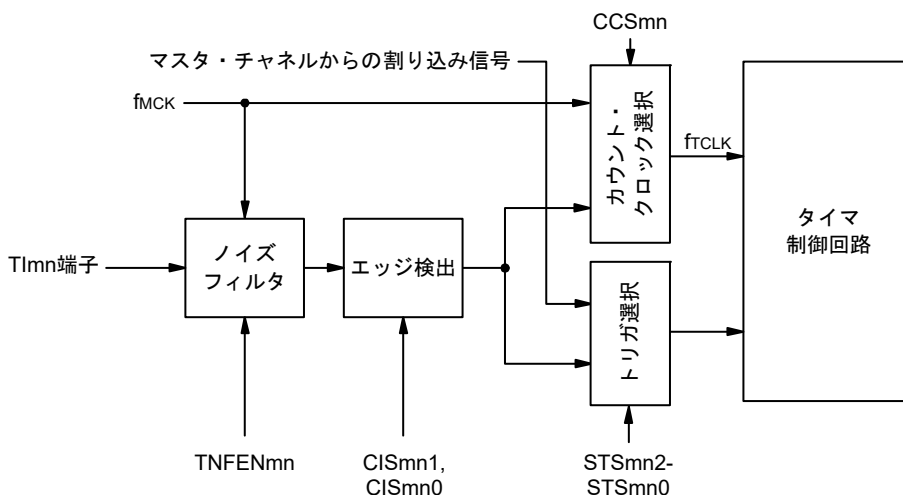 CCSmn
マスタ・チャネルからの割り込み信号
fMCK
カウント・
クロック選択
fTCLK
タイマ
制御回路
TImn端子
ノイズ
フィルタ
エッジ検出
トリガ選択
TNFENmn
CISmn1,
CISmn0
STSmn2-
STSmn0